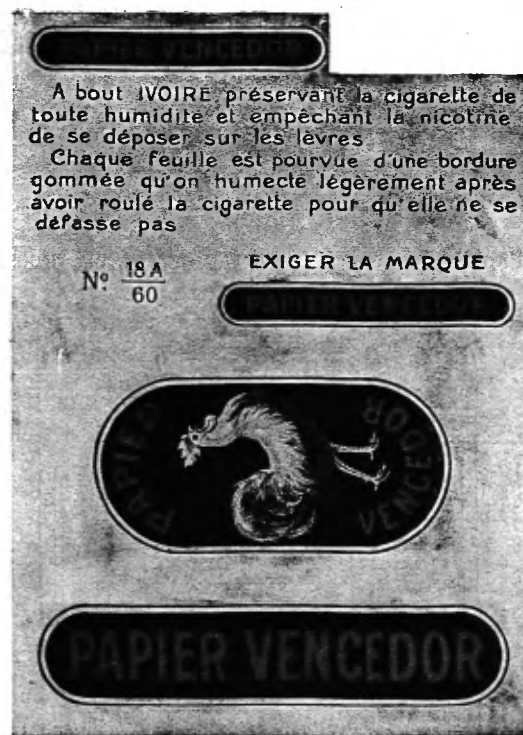 PAPIER VENCEDOR
A bout IVOIRE préservant la cigarette de
toute humidité et empêchant la nicotine
de se déposer sur les lèvres
Chaque feuille est pourvue d'une bordure
gommée qu'on humecte légèrement après
avoir roulé la cigarette pour qu'elle ne se
défasse pas
EXIGER LA MARQUE
Nº 18 A
60
PAPIER VENCEDOR
PAPIER VENCEDOR
PAPIER VENCEDOR